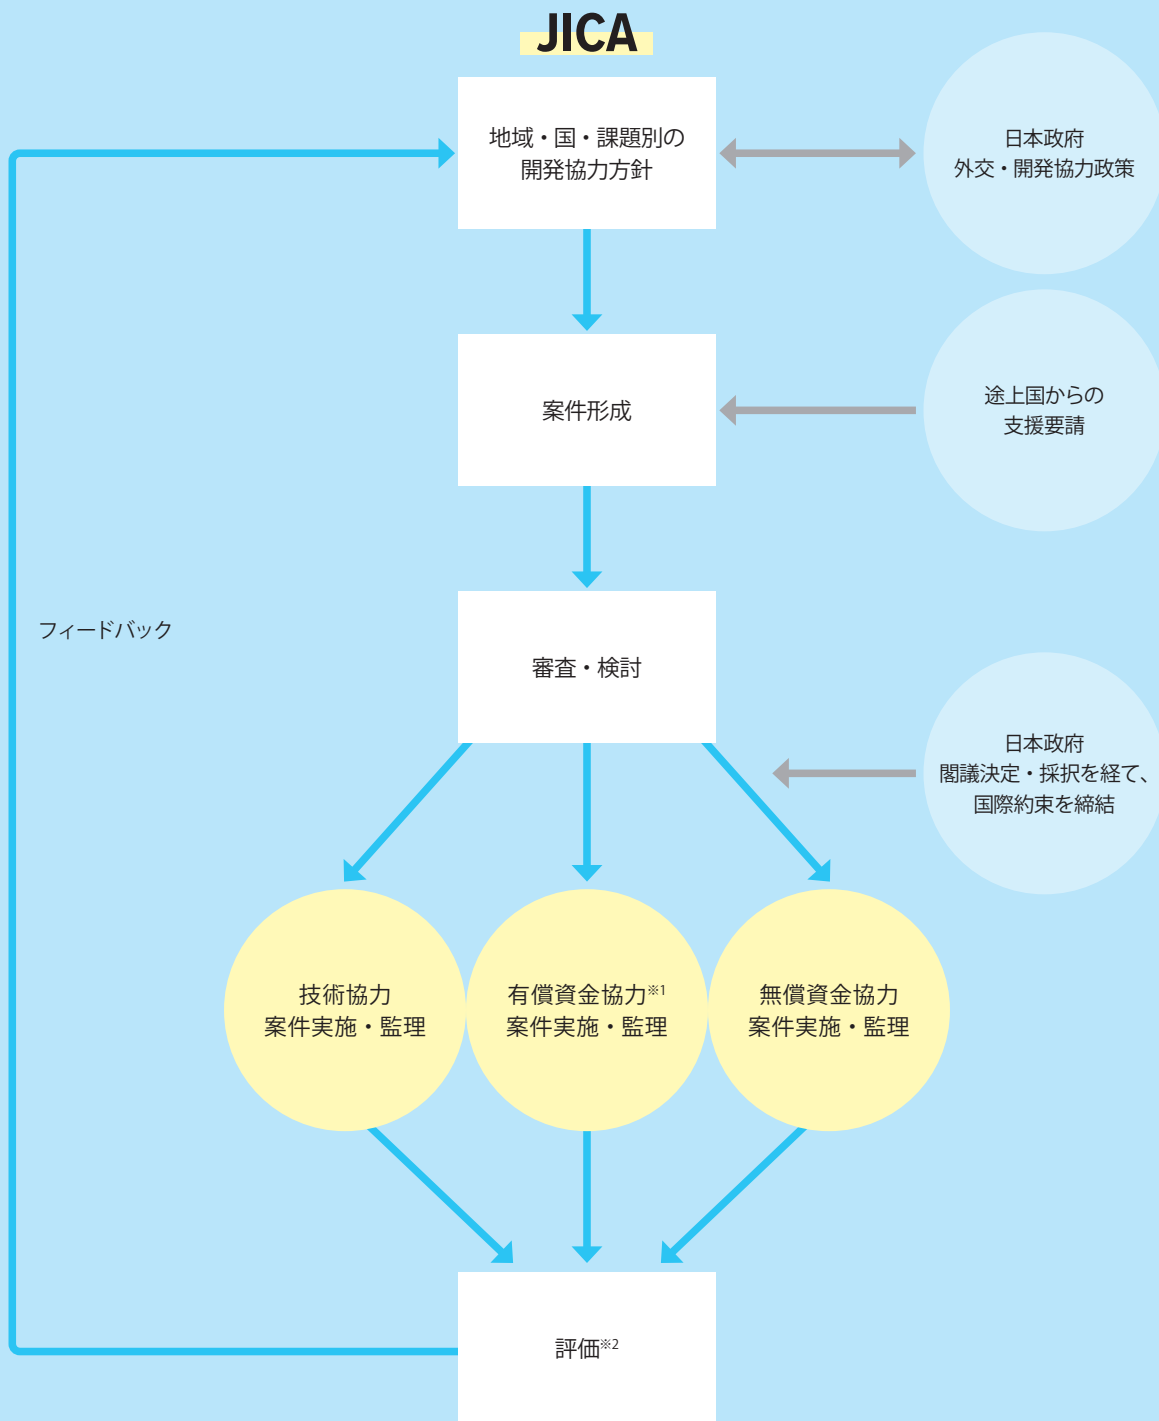 JICA
地域・国・課題別の
開発協力方針
日本政府
外交・開発協力政策
案件形成
途上国からの
支援要請
フィードバック
審査・検討
日本政府
閣議決定・採択を経て、
国際約束を締結
技術協力
案件実施・監理
有償資金協力※1
案件実施・監理
無償資金協力
案件実施・監理
評価※2